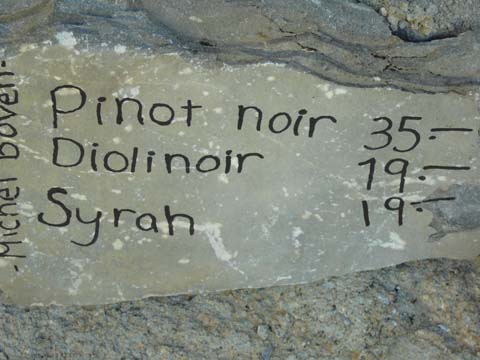 Pinot noir 35.-
Diolinoir 19.-
Syrah 19.-
-Michel Boven-